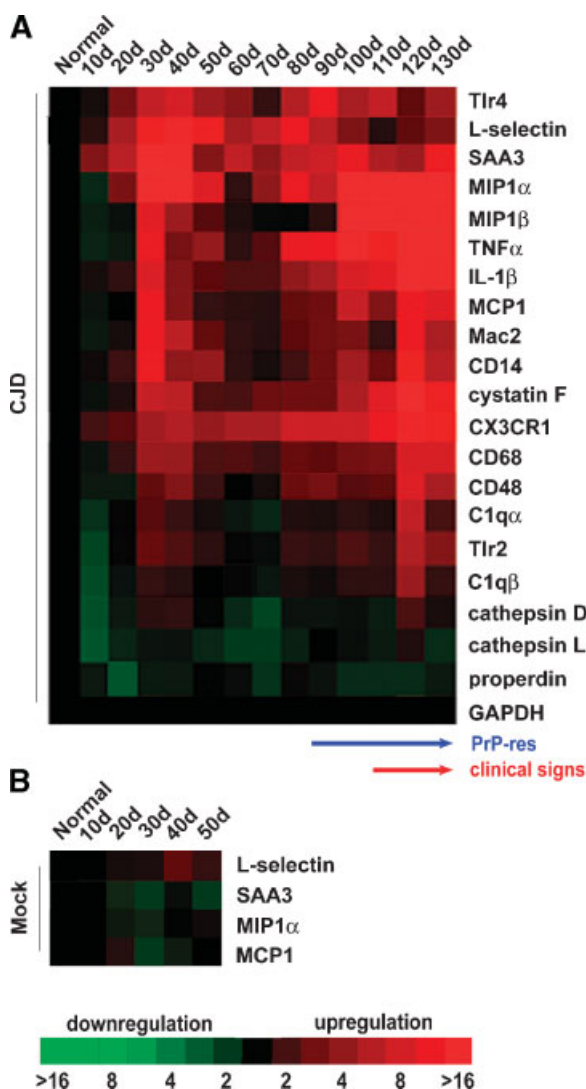 A
Normal 10d 20d 30d 40d 50d 60d 70d 80d 90d 100d 110d 120d 130d
CJD
Tlr4
L-selectin
SAA3
MIP1α
MIP1β
TNFα
IL-1β
MCP1
Mac2
CD14
cystatin F
CX3CR1
CD68
CD48
C1qα
Tlr2
C1qβ
cathepsin D
cathepsin L
properdin
GAPDH
PrP-res
clinical signs
B
Normal 10d 20d 30d 40d 50d
Mock
L-selectin
SAA3
MIP1α
MCP1
downregulation upregulation
>16 8 4 2 2 4 8 >16